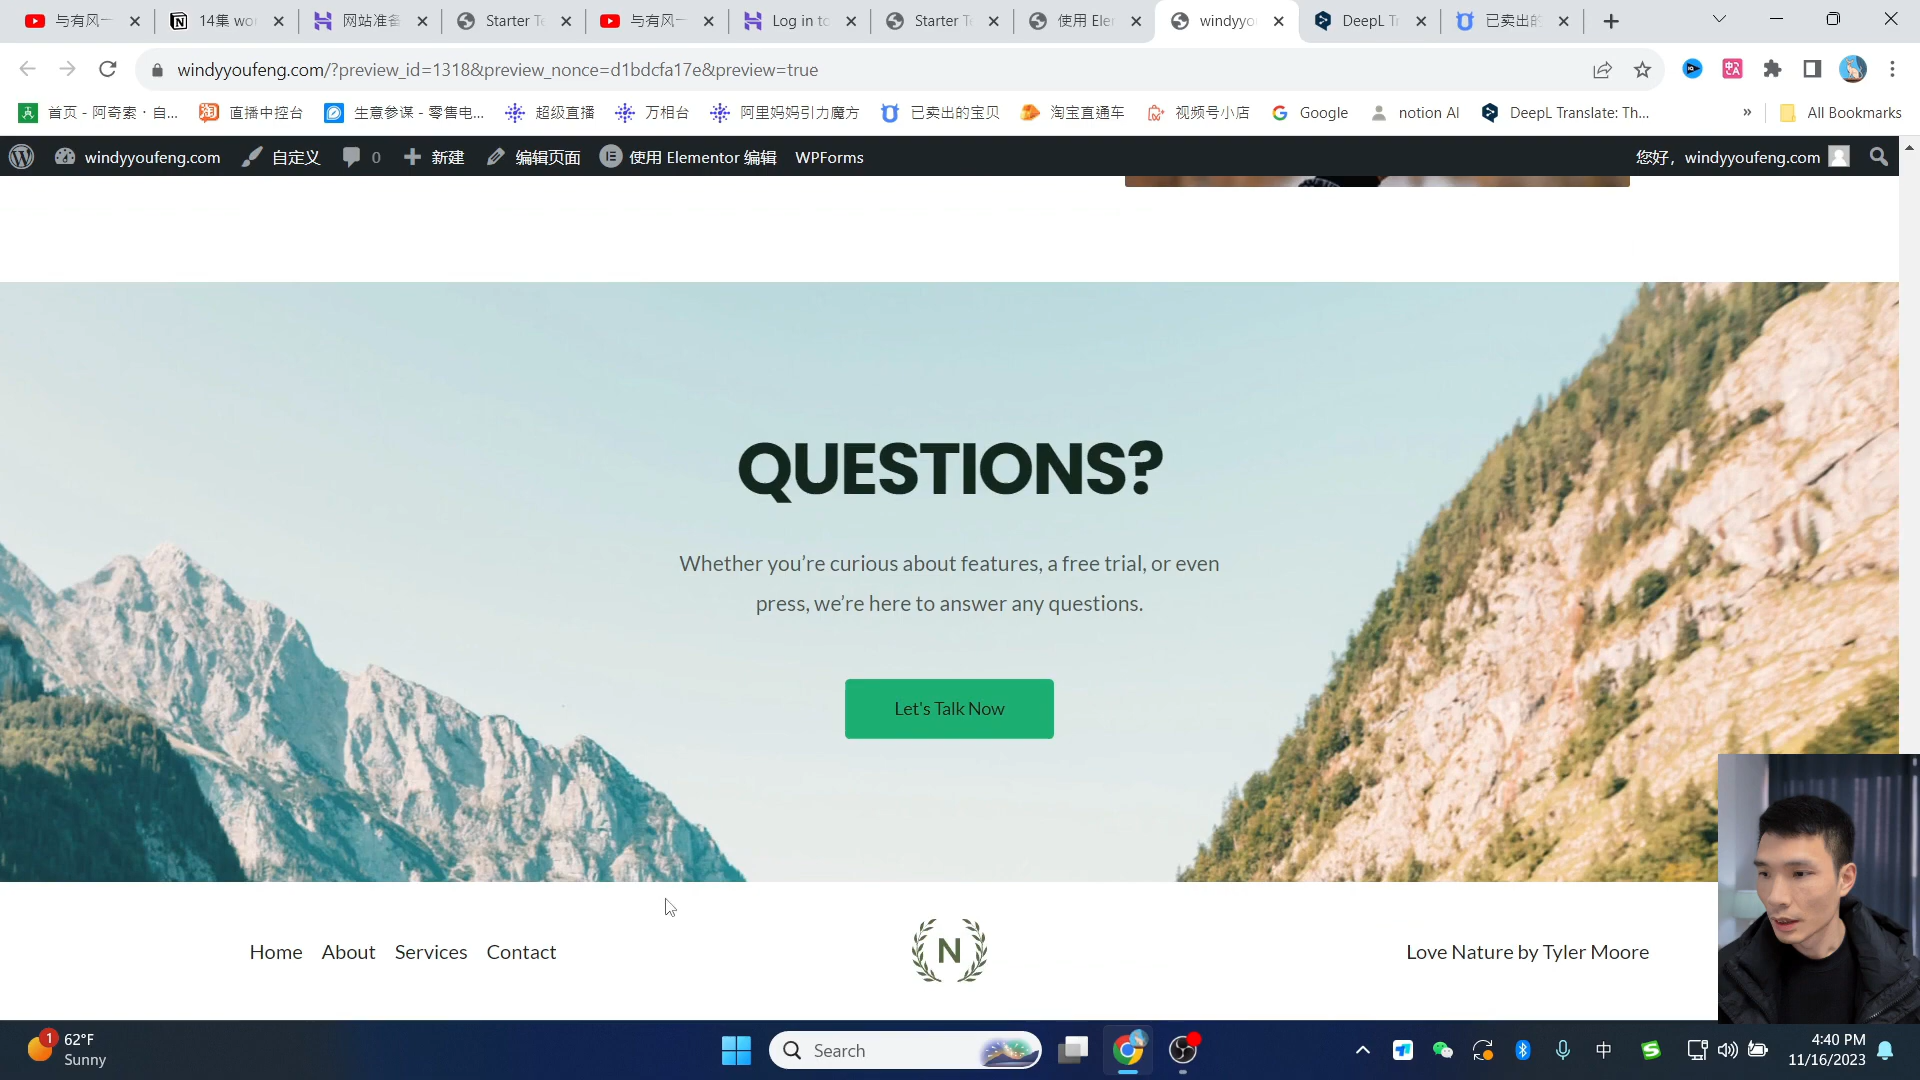 与有风一
14集 wo
网站准备
Starter Te
与有风一
Log in to
Starter Te
使用 Eler
windyyo
DeepL Tr
已卖出的
windyyoufeng.com/?preview_id=1318&preview_nonce=d1bdcfa17e&preview=true
首页 - 阿奇索 · 自...
直播中控台
生意参谋 - 零售电...
超级直播
万相台
阿里妈妈引力魔方
已卖出的宝贝
淘宝直通车
视频号小店
Google
notion AI
DeepL Translate: Th...
»
All Bookmarks
windyyoufeng.com
自定义
0
新建
编辑页面
使用 Elementor 编辑
WPForms
您好，windyyoufeng.com
QUESTIONS?
Whether you’re curious about features, a free trial, or even
press, we’re here to answer any questions.
Let's Talk Now
Home About Services Contact
N
Love Nature by Tyler Moore
1
62°F
Sunny
Search
中
4:40 PM
11/16/2023